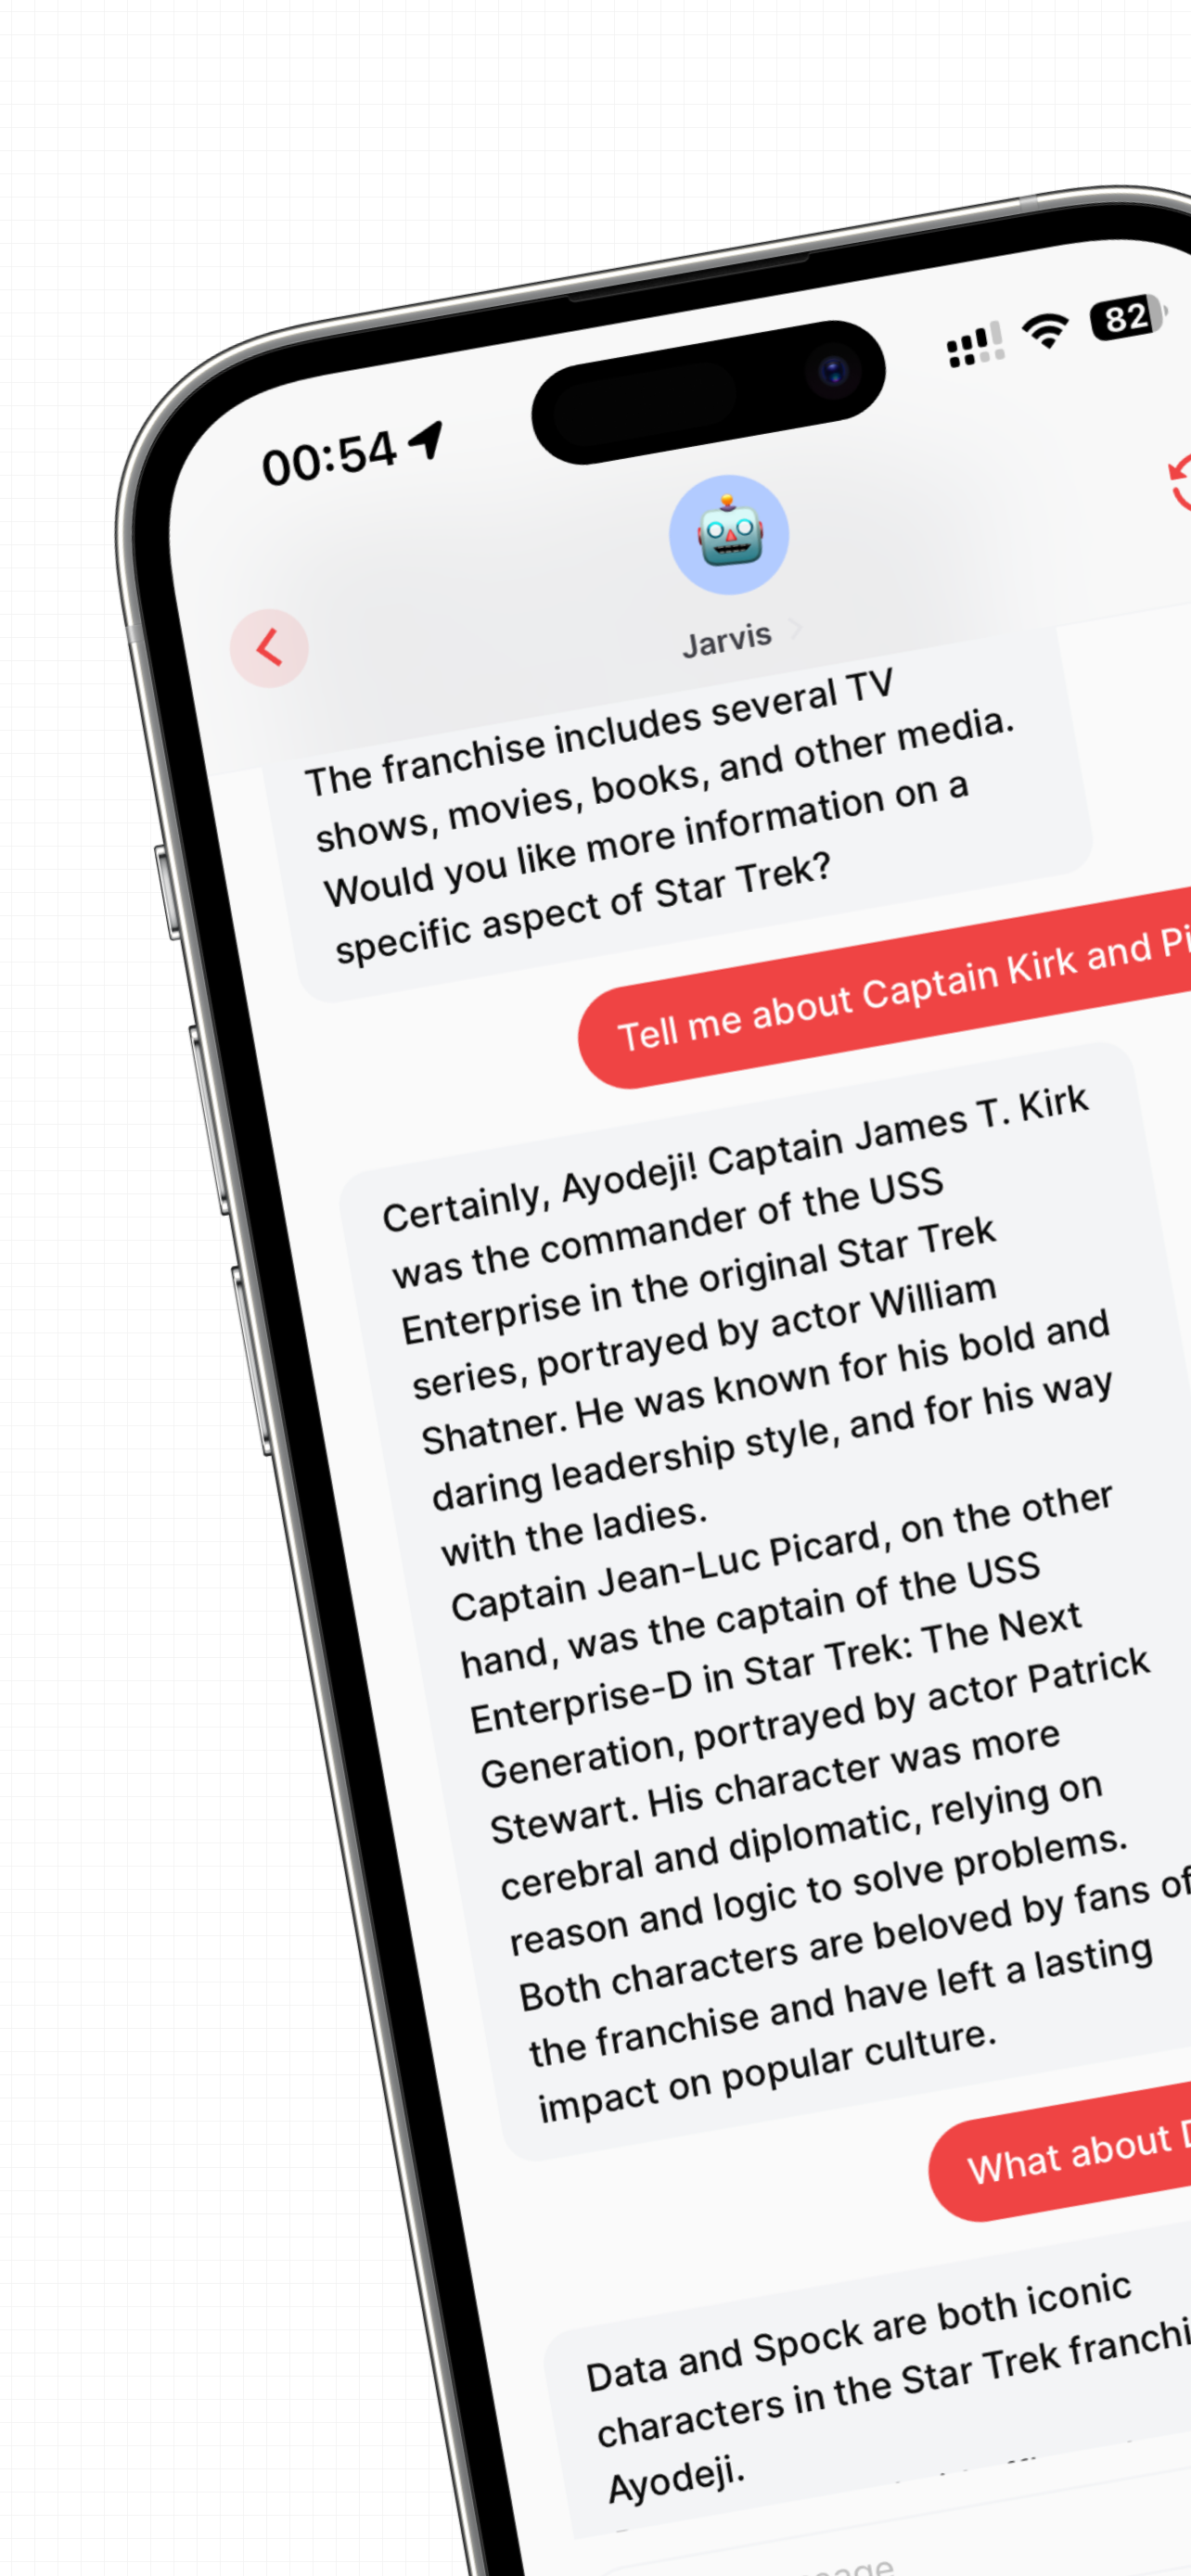 00:54
82
Jarvis
The franchise includes several TV
shows, movies, books, and other media.
Would you like more information on a
specific aspect of Star Trek?
Tell me about Captain Kirk and Pi
Certainly, Ayodeji! Captain James T. Kirk
was the commander of the USS
Enterprise in the original Star Trek
series, portrayed by actor William
Shatner. He was known for his bold and
daring leadership style, and for his way
with the ladies.
Captain Jean-Luc Picard, on the other
hand, was the captain of the USS
Enterprise-D in Star Trek: The Next
Generation, portrayed by actor Patrick
Stewart. His character was more
cerebral and diplomatic, relying on
reason and logic to solve problems.
Both characters are beloved by fans of
the franchise and have left a lasting
impact on popular culture.
What about
Data and Spock are both iconic
characters in the Star Trek franchi
Ayodeji.